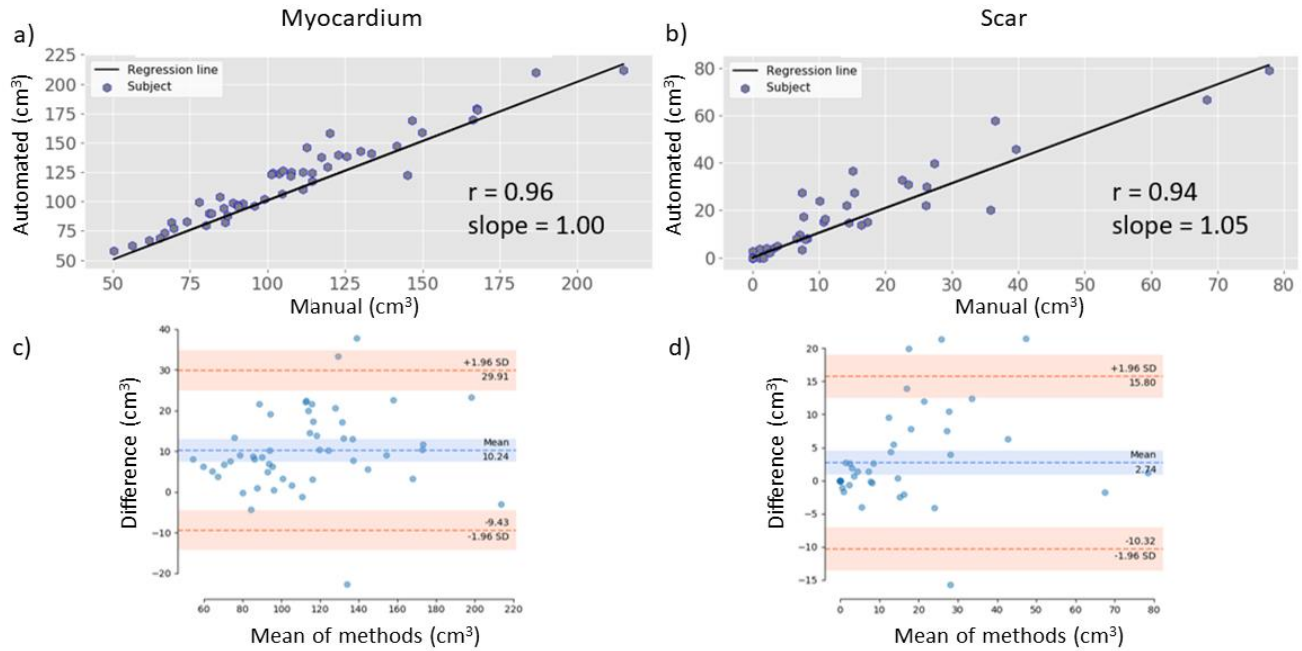 Myocardium
Scar
a)
225
200
175
150
125
100
75
50
Automated (cm³)
Regression line
Subject
r = 0.96
slope = 1.00
50
75
100
125
150
175
200
Manual (cm³)
b)
80
60
40
20
0
Automated (cm³)
Regression line
Subject
r = 0.94
slope = 1.05
0
10
20
30
40
50
60
70
80
Manual (cm³)
c)
40
30
20
10
0
−10
−20
Difference (cm³)
+1.96 SD
29.91
Mean
10.24
-9.43
-1.96 SD
60
80
100
120
140
160
180
200
220
Mean of methods (cm³)
d)
20
15
10
5
0
−5
−10
−15
Difference (cm³)
+1.96 SD
15.80
Mean
2.74
-10.32
-1.96 SD
0
10
20
30
40
50
60
70
80
Mean of methods (cm³)